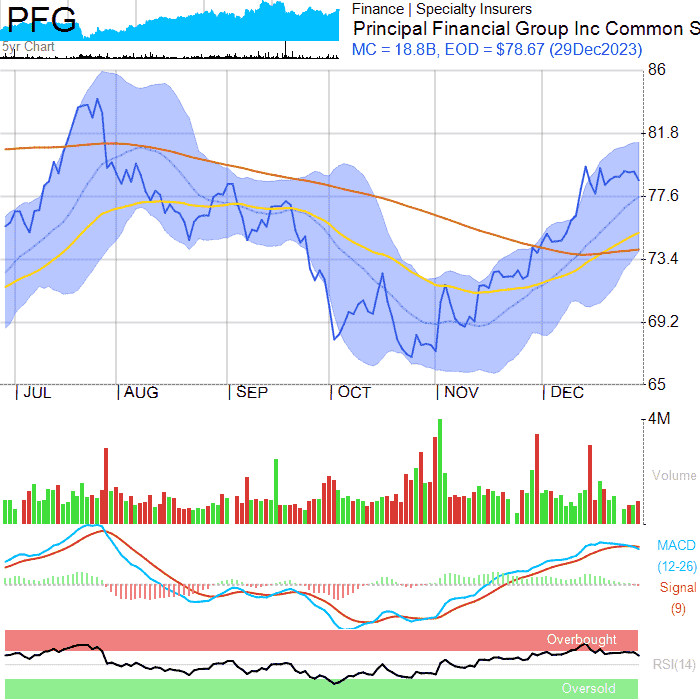 PFG
5yr Chart
Finance | Specialty Insurers
Principal Financial Group Inc Common S
MC = 18.8B, EOD = $78.67 (29Dec2023)
86
81.8
77.6
73.4
69.2
65
JUL AUG SEP OCT NOV DEC
4M
Volume
MACD
(12-26)
Signal
(9)
Overbought
RSI(14)
Oversold